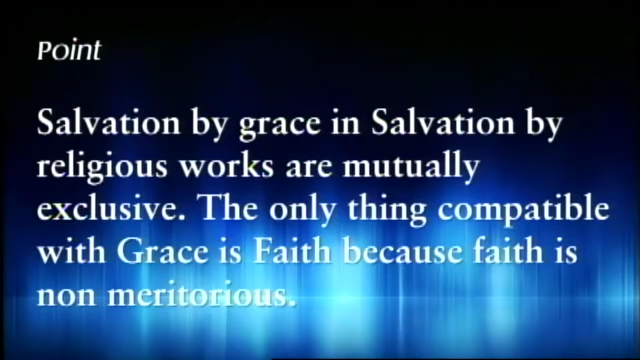 Point
Salvation by grace in Salvation by
religious works are mutually
exclusive. The only thing compatible
with Grace is Faith because faith is
non meritorious.